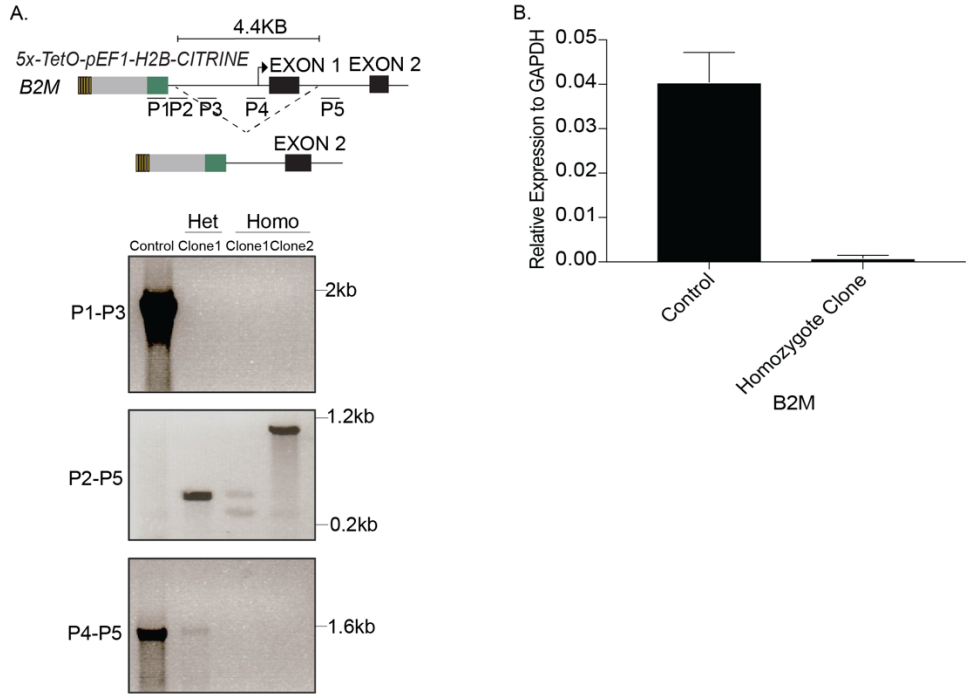 A.
4.4KB
5x-TetO-pEF1-H2B-CITRINE
EXON 1 EXON 2
B2M
P1 P2 P3 P4 P5
EXON 2
Het Homo
Control Clone1 Clone1 Clone2
P1-P3
2kb
P2-P5
1.2kb
0.2kb
P4-P5
1.6kb
B.
Relative Expression to GAPDH
0.05
0.04
0.03
0.02
0.01
0.00
Control
Homozygote Clone
B2M